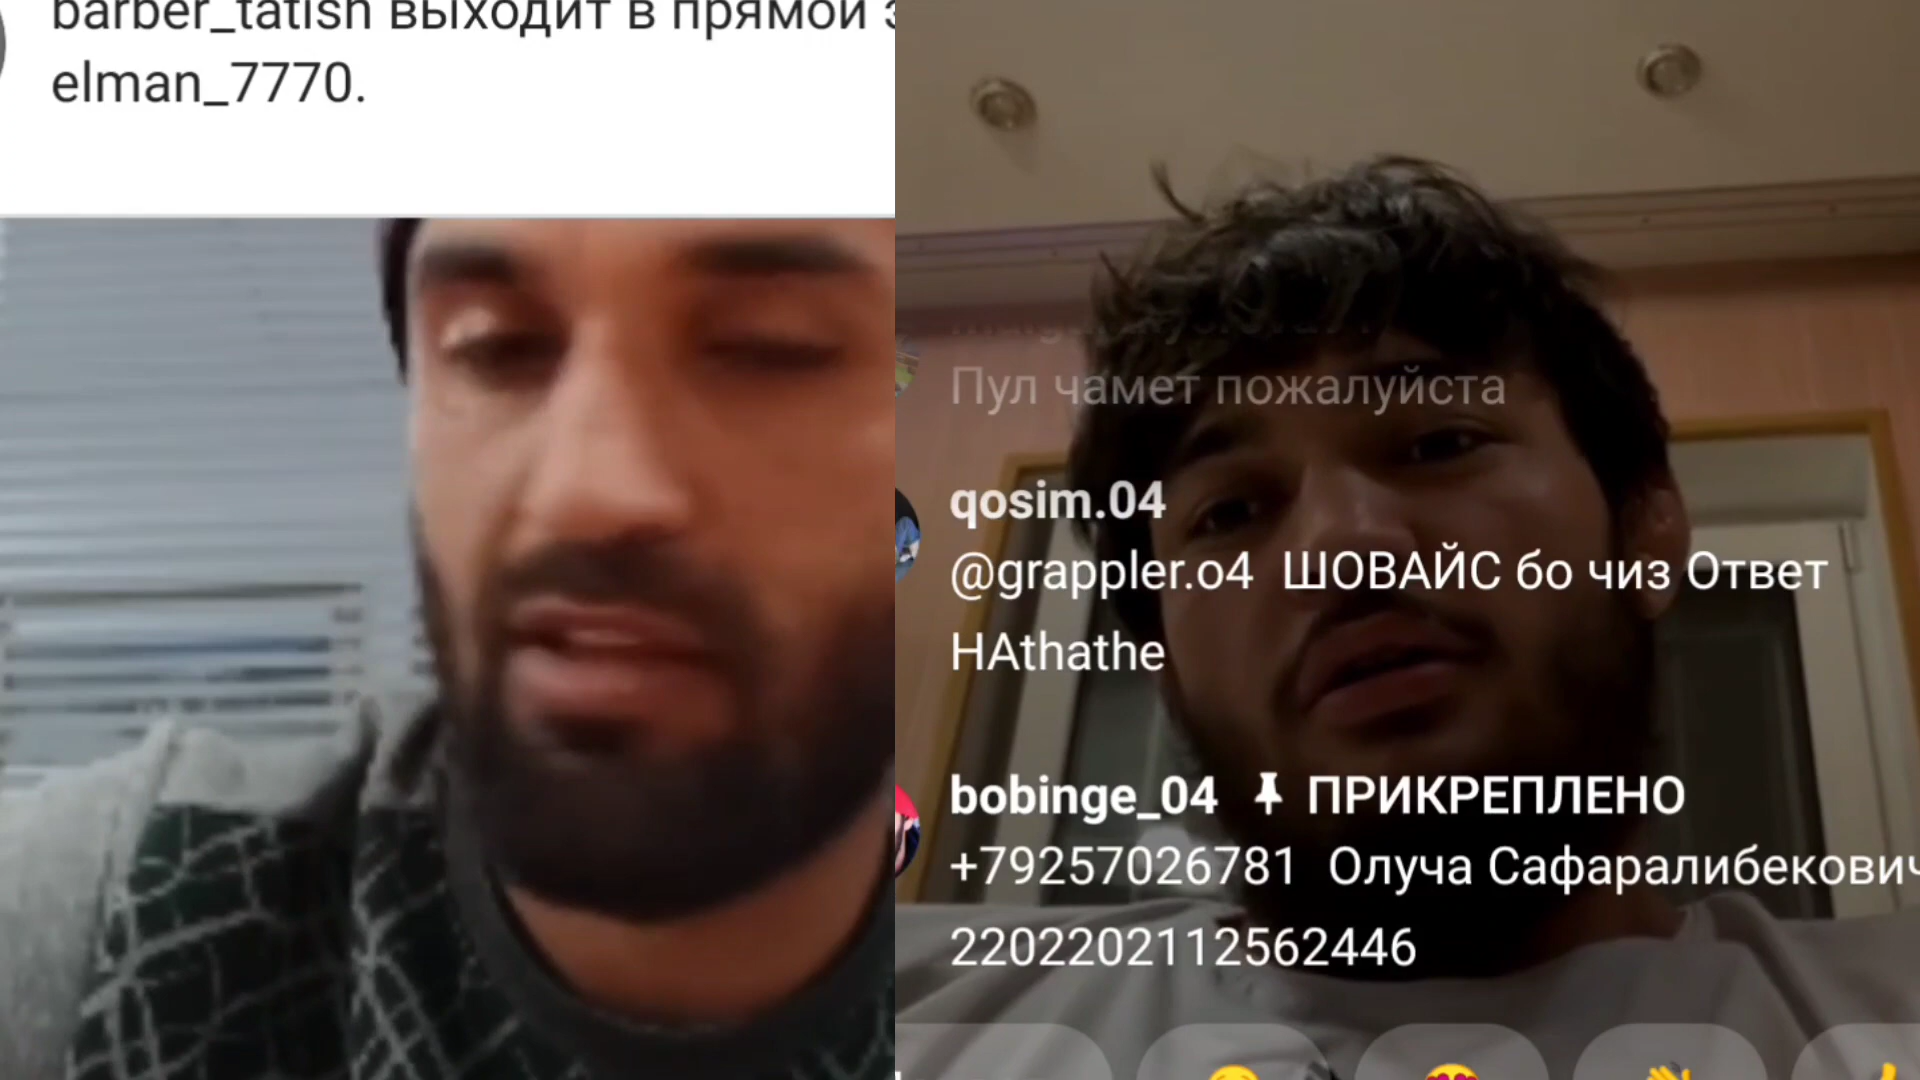 barber_tatish выходит в прямой э
elman_7770.
Пул чамет пожалуйста
qosim.04
@grappler.o4 ШОВАЙС бо чиз Ответ
HAthathe
bobinge_04 ПРИКРЕПЛЕНО
+79257026781 Олуча Сафаралибекович
2202202112562446